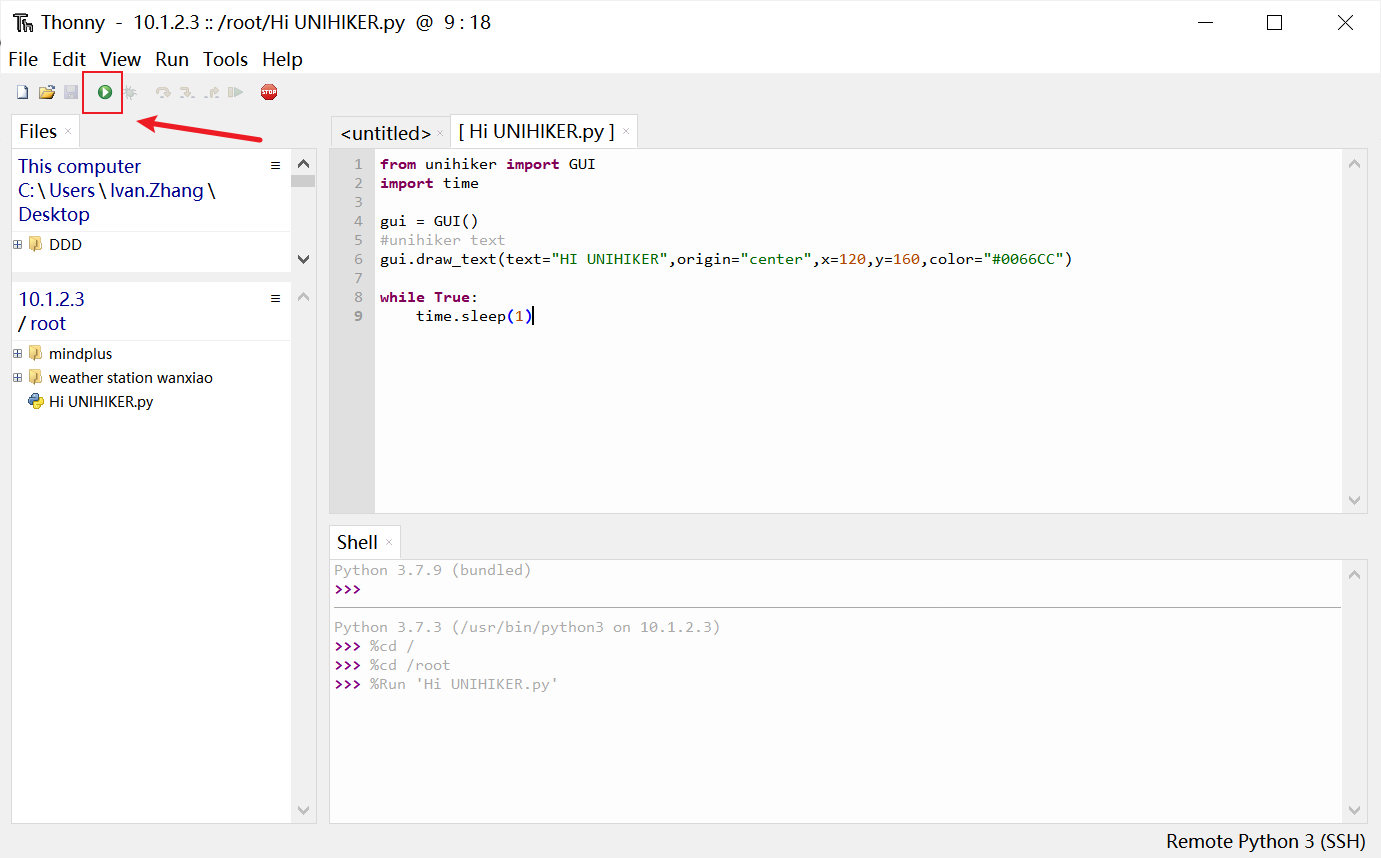 Thonny - 10.1.2.3 :: /root/Hi UNIHIKER.py @ 9 : 18
File Edit View Run Tools Help
STOP
Files
This computer
C: \ Users \ Ivan.Zhang \
Desktop
DDD
10.1.2.3
/ root
mindplus
weather station wanxiao
Hi UNIHIKER.py
<untitled> [ Hi UNIHIKER.py ]
1 from unihiker import GUI
2 import time
3
4 gui = GUI()
5 #unihiker text
6 gui.draw_text(text="HI UNIHIKER",origin="center",x=120,y=160,color="#0066CC")
7
8 while True:
9     time.sleep(1)
Shell
Python 3.7.9 (bundled)
>>>
Python 3.7.3 (/usr/bin/python3 on 10.1.2.3)
>>> %cd /
>>> %cd /root
>>> %Run 'Hi UNIHIKER.py'
Remote Python 3 (SSH)